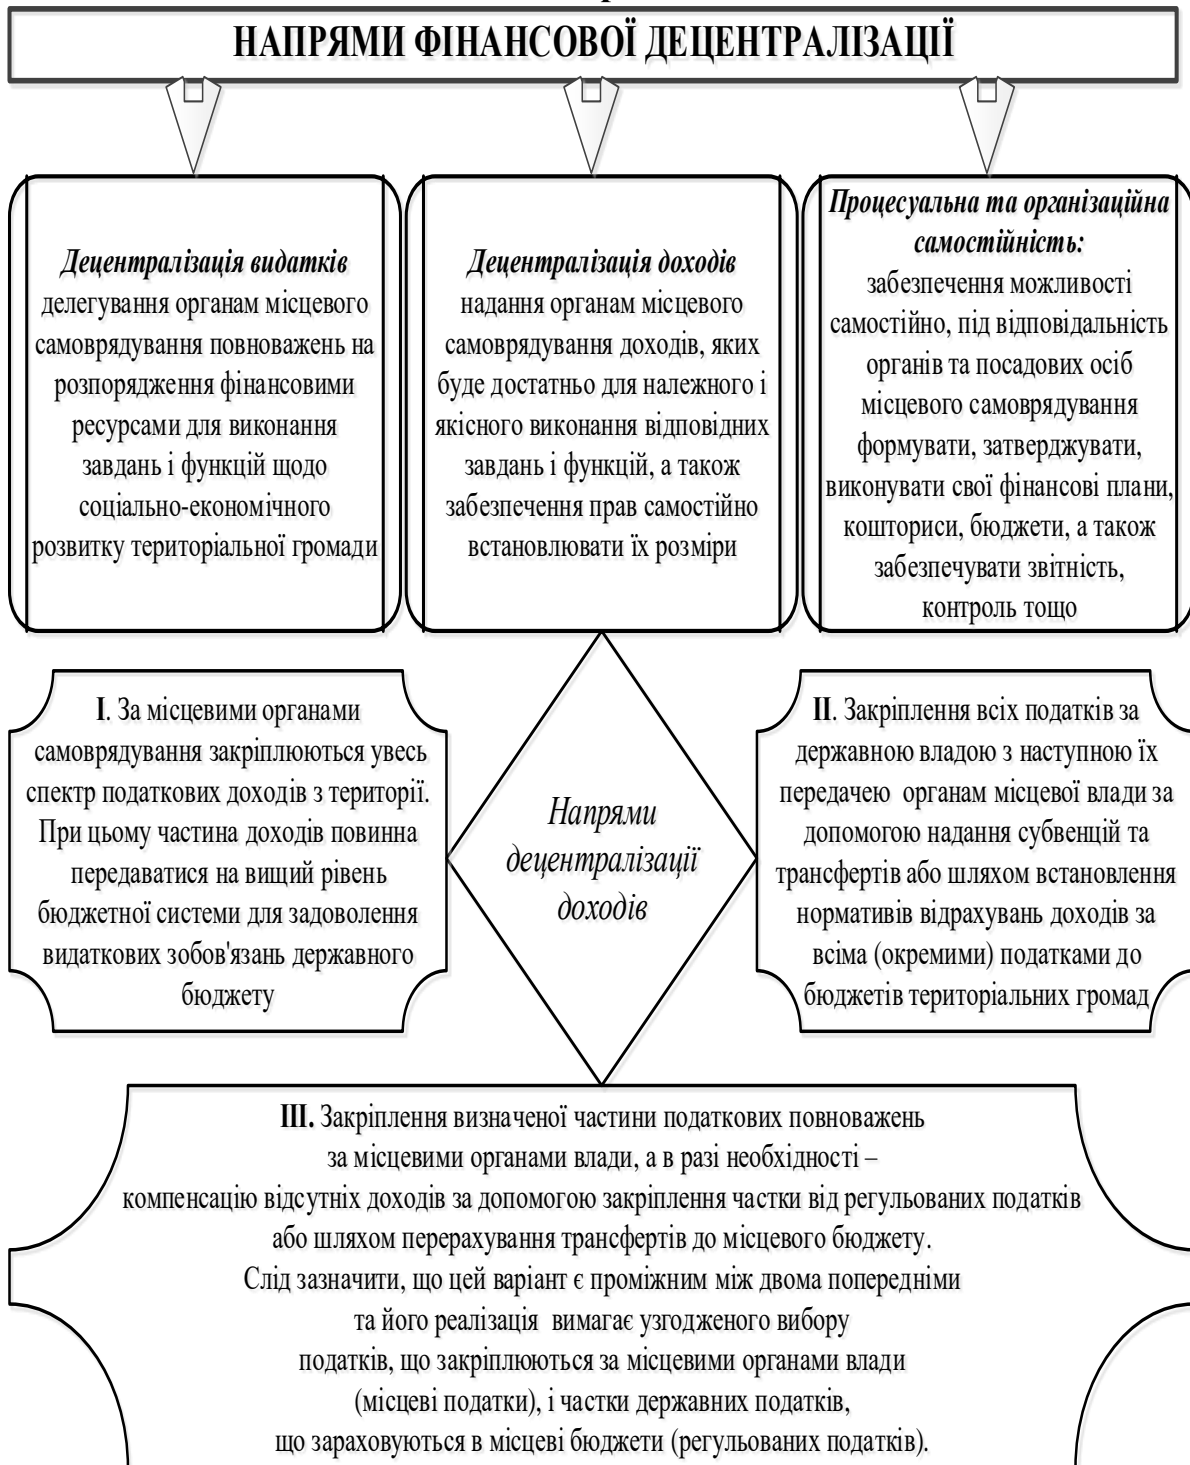 НАПРЯМИ ФІНАНСОВОЇ ДЕЦЕНТРАЛІЗАЦІЇ
Децентралізація видатків
делегування органам місцевого
самоврядування повноважень на
розпорядження фінансовими
ресурсами для виконання
завдань і функцій щодо
соціально-економічного
розвитку територіальної громади
Децентралізація доходів
надання органам місцевого
самоврядування доходів, яких
буде достатньо для належного і
якісного виконання відповідних
завдань і функцій, а також
забезпечення прав самостійно
встановлювати їх розміри
Процесуальна та організаційна
самостійність:
забезпечення можливості
самостійно, під відповідальність
органів та посадових осіб
місцевого самоврядування
формувати, затверджувати,
виконувати свої фінансові плани,
кошториси, бюджети, а також
забезпечувати звітність,
контроль тощо
I. За місцевими органами
самоврядування закріплюються увесь
спектр податкових доходів з території.
При цьому частина доходів повинна
передаватися на вищий рівень
бюджетної системи для задоволення
видаткових зобов'язань державного
бюджету
Напрями
децентралізації
доходів
II. Закріплення всіх податків за
державною владою з наступною їх
передачею органам місцевої влади за
допомогою надання субвенцій та
трансфертів або шляхом встановлення
нормативів відрахувань доходів за
всіма (окремими) податками до
бюджетів територіальних громад
III. Закріплення визначеної частини податкових повноважень
за місцевими органами влади, а в разі необхідності –
компенсацію відсутніх доходів за допомогою закріплення частки від регульованих податків
або шляхом перерахування трансфертів до місцевого бюджету.
Слід зазначити, що цей варіант є проміжним між двома попередніми
та його реалізація вимагає узгодженого вибору
податків, що закріплюються за місцевими органами влади
(місцеві податки), і частки державних податків,
що зараховуються в місцеві бюджети (регульованих податків).